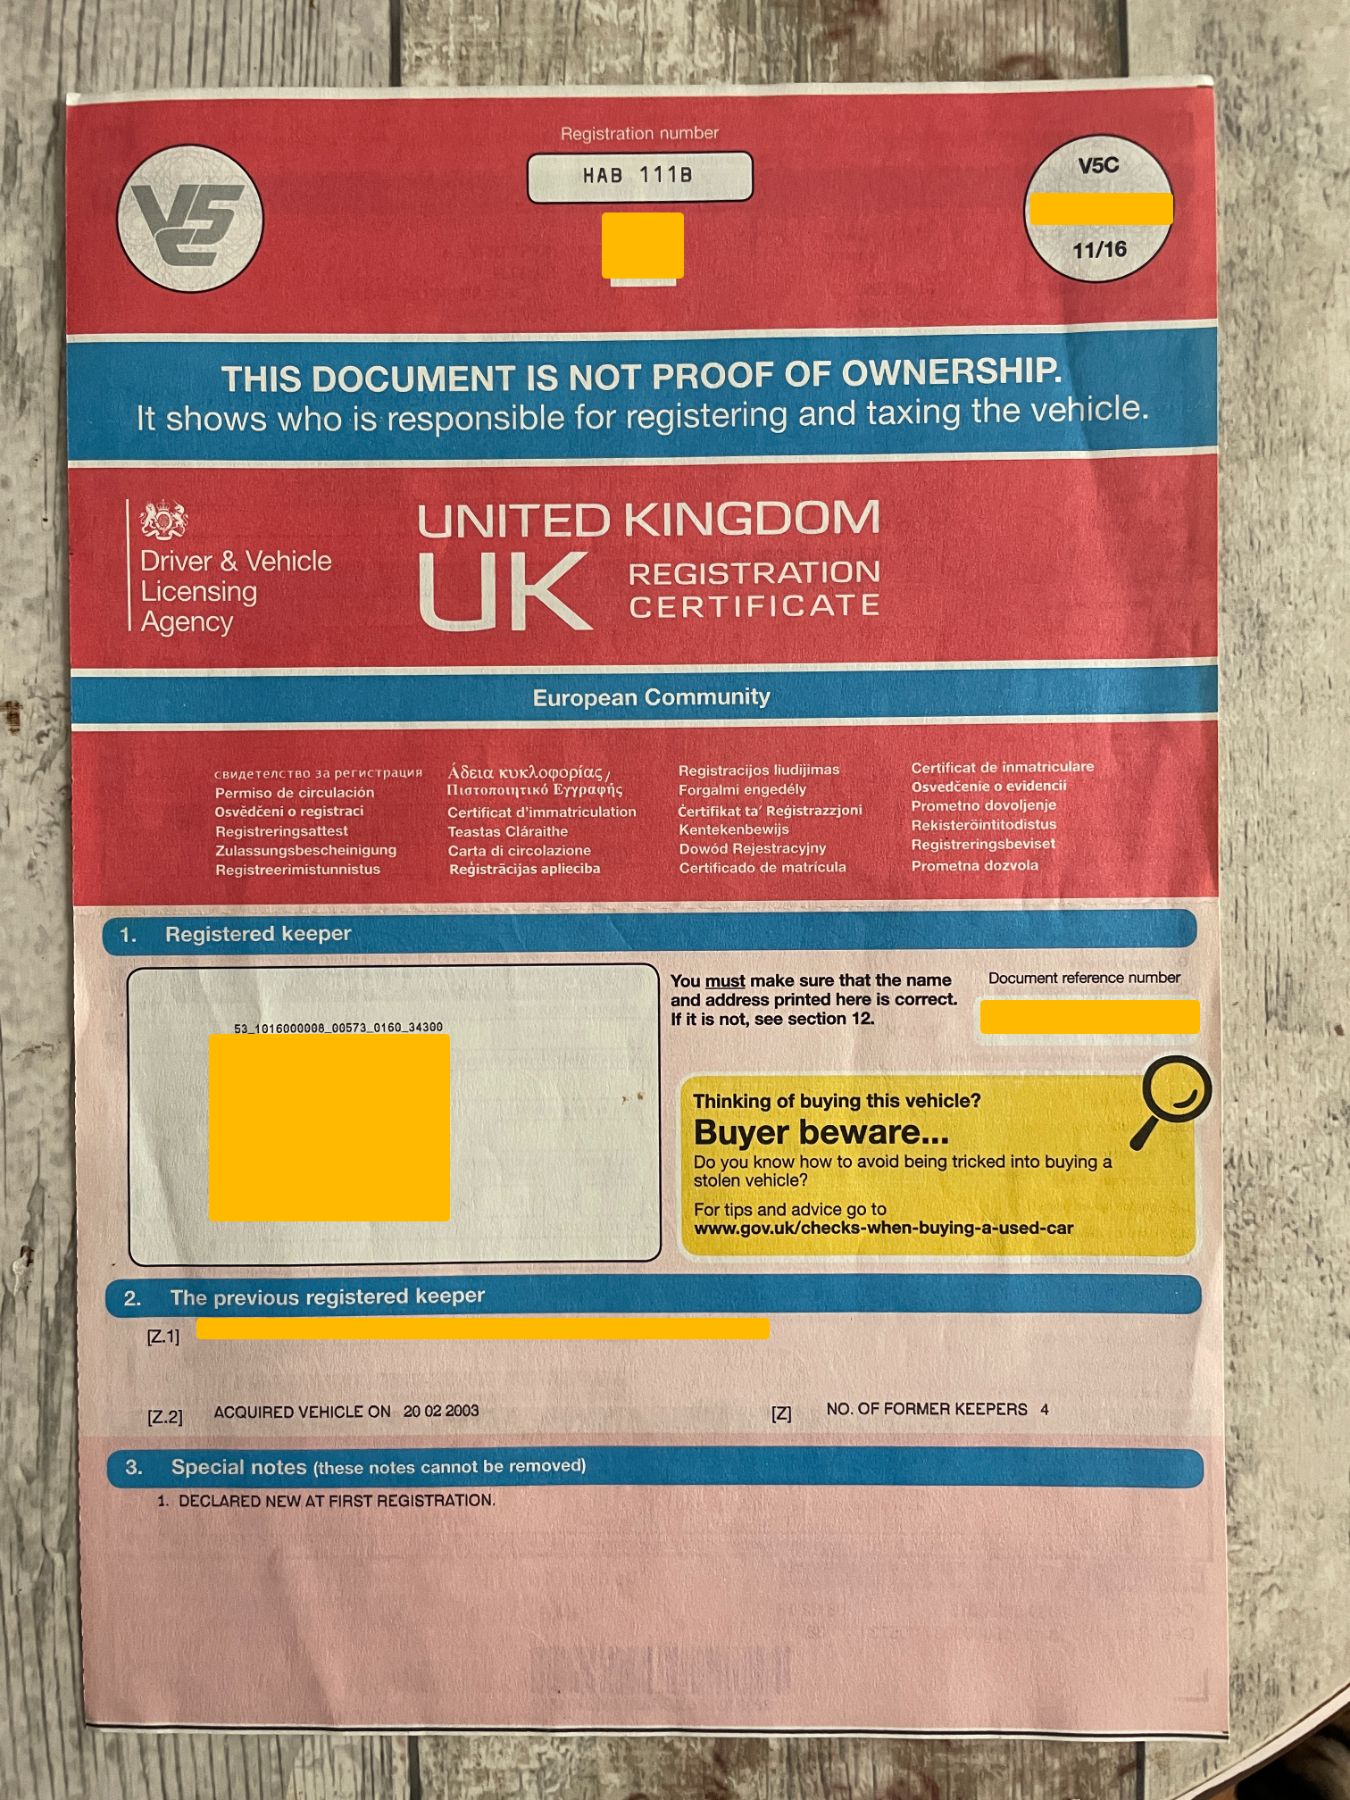 Registration number
HAB 111B
V5C
V5C
11/16
THIS DOCUMENT IS NOT PROOF OF OWNERSHIP.
It shows who is responsible for registering and taxing the vehicle.
Driver & Vehicle
Licensing
Agency
UNITED KINGDOM
UK REGISTRATION
CERTIFICATE
European Community
свидетелство за регистрация
Permiso de circulación
Osvědčení o registraci
Registreringsattest
Zulassungsbescheinigung
Registreerimistunnistus
Άδεια κυκλοφορίας /
Πιστοποιητικό Εγγραφής
Certificat d'immatriculation
Teastas Cláraithe
Carta di circolazione
Reģistrācijas apliecība
Registracijos liudijimas
Forgalmi engedély
Ċertifikat ta' Reġistrazzjoni
Kentekenbewijs
Dowód Rejestracyjny
Certificado de matrícula
Certificat de inmatriculare
Osvedčenie o evidencii
Prometno dovoljenje
Rekisteröintitodistus
Registreringsbeviset
Prometna dozvola
1. Registered keeper
53_1016000008_00573_0160_34300
You must make sure that the name
and address printed here is correct.
If it is not, see section 12.
Document reference number
Thinking of buying this vehicle?
Buyer beware...
Do you know how to avoid being tricked into buying a
stolen vehicle?
For tips and advice go to
www.gov.uk/checks-when-buying-a-used-car
2. The previous registered keeper
[Z.1]
[Z.2] ACQUIRED VEHICLE ON 20 02 2003 [Z] NO. OF FORMER KEEPERS 4
3. Special notes (these notes cannot be removed)
1. DECLARED NEW AT FIRST REGISTRATION.